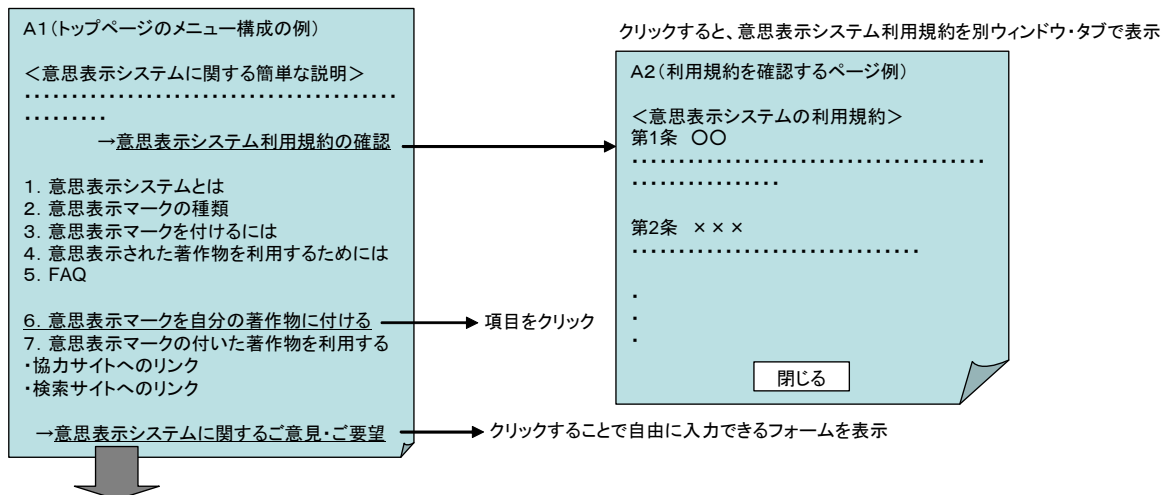 A1(トップページのメニュー構成の例)
<意思表示システムに関する簡単な説明>
・・・・・・・・・・・・・・・・・・・・・・・・・・・・・・・・・・・・・・・・
・・・・・・・・・
→意思表示システム利用規約の確認
1. 意思表示システムとは
2. 意思表示マークの種類
3. 意思表示マークを付けるには
4. 意思表示された著作物を利用するためには
5. FAQ
6. 意思表示マークを自分の著作物に付ける
7. 意思表示マークの付いた著作物を利用する
・協力サイトへのリンク
・検索サイトへのリンク
→意思表示システムに関するご意見・ご要望
クリックすると、意思表示システム利用規約を別ウィンドウ・タブで表示
A2(利用規約を確認するページ例)
<意思表示システムの利用規約>
第1条 〇〇
・・・・・・・・・・・・・・・・・・・・・・・・・・・・・・・・・・・・・・
・・・・・・・・・・・・・・・・
第2条 ×××
・・・・・・・・・・・・・・・・・・・・・・・・・・・・・・・
・
・
・
閉じる
項目をクリック
クリックすることで自由に入力できるフォームを表示